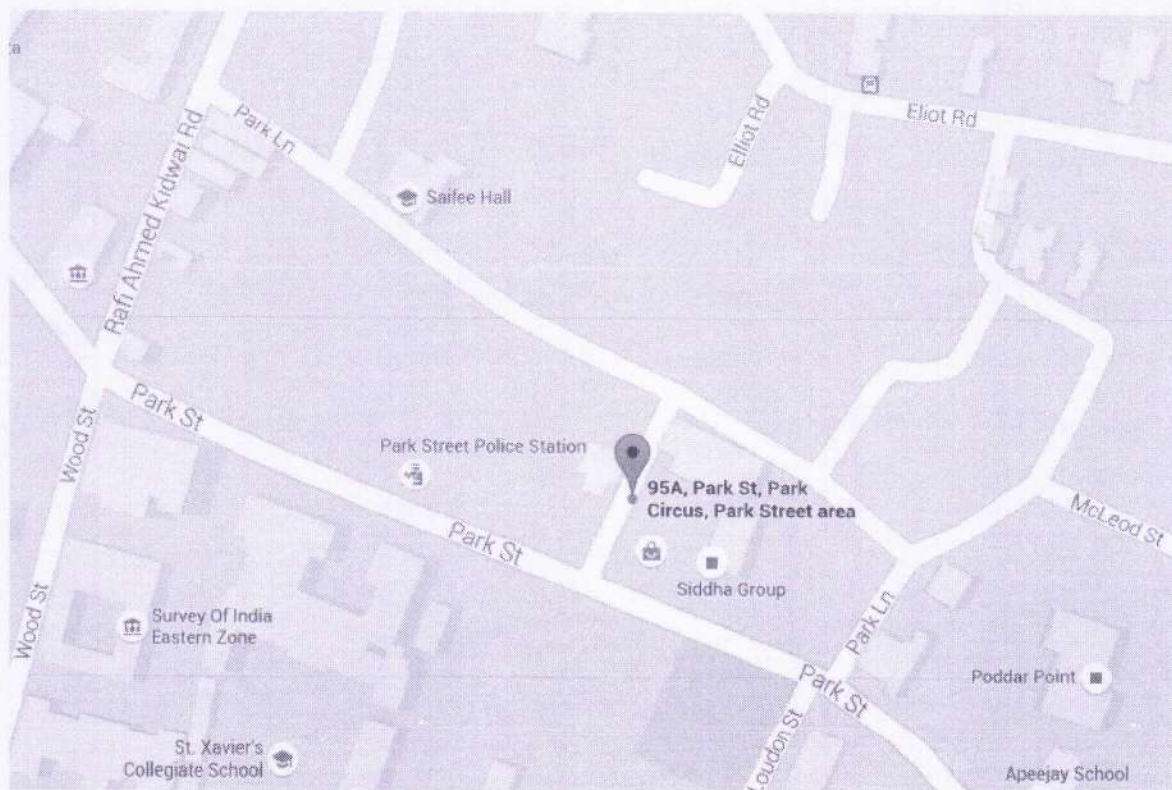 Park Ln
Elliot Rd
Eliot Rd
Rafi Ahmed Kidwai Rd
Saifee Hall
Park St
Wood St
Park Street Police Station
95A, Park St, Park
Circus, Park Street area
Park St
McLeod St
Siddha Group
Wood St
Survey Of India
Eastern Zone
Park Ln
Poddar Point
Park St
Loudon St
St. Xavier's
Collegiate School
Apeejay School